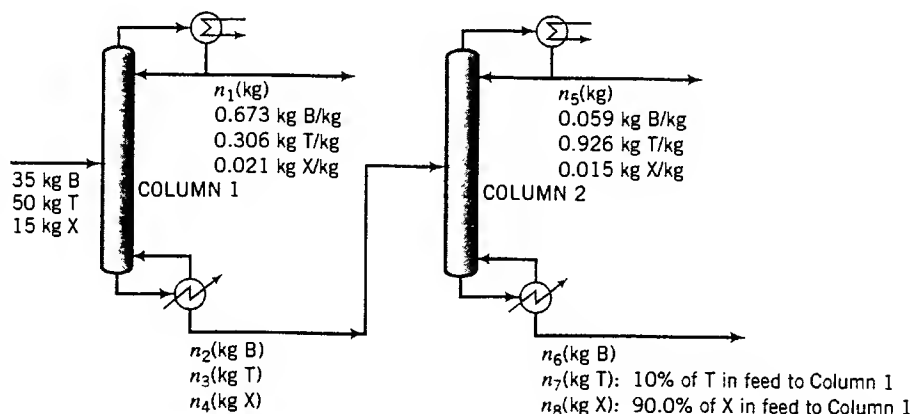 n₁(kg)
0.673 kg B/kg
0.306 kg T/kg
0.021 kg X/kg
n₅(kg)
0.059 kg B/kg
0.926 kg T/kg
0.015 kg X/kg
35 kg B
50 kg T
15 kg X
COLUMN 1
COLUMN 2
n₂(kg B)
n₃(kg T)
n₄(kg X)
n₆(kg B)
n₇(kg T): 10% of T in feed to Column 1
n₈(kg X): 90.0% of X in feed to Column 1